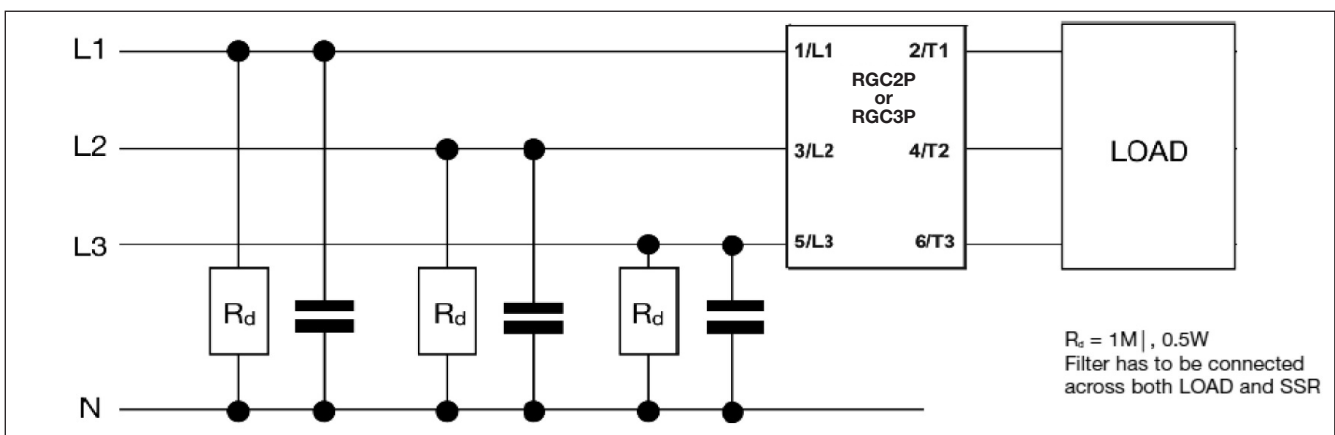 L1
1/L1 2/T1
RGC2P
or
RGC3P
L2
3/L2 4/T2
LOAD
L3
5/L3 6/T3
Rd Rd Rd
Rd = 1M|, 0.5W
Filter has to be connected
across both LOAD and SSR
N